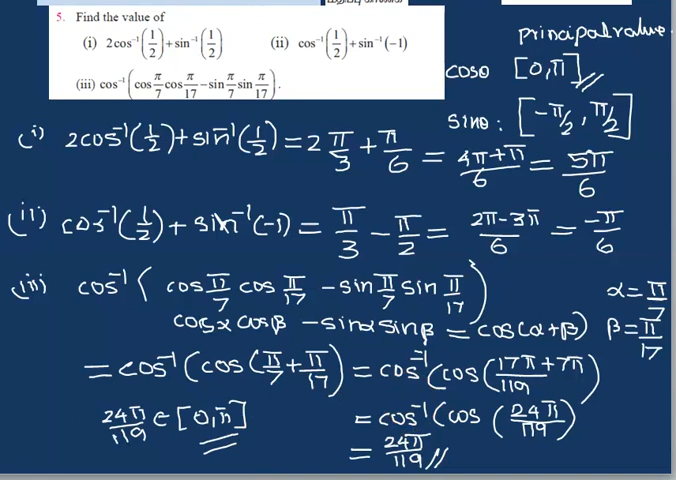 5. Find the value of
(i) 2cos⁻¹(1/2)+sin⁻¹(1/2) (ii) cos⁻¹(1/2)+sin⁻¹(−1)
(iii) cos⁻¹(cos π/7 cos π/17 − sin π/7 sin π/17).
principal value.
cosθ [0,π]
sinθ : [−π/2, π/2]
(i) 2cos⁻¹(1/2)+sin⁻¹(1/2) = 2 π/3 + π/6 = 4π+π/6 = 5π/6
(ii) cos⁻¹(1/2) + sin⁻¹(−1) = π/3 − π/2 = 2π−3π/6 = −π/6
(iii) cos⁻¹( cos π/7 cos π/17 − sin π/7 sin π/17 )
α = π/7
cosα cosβ − sinα sinβ = cos(α+β) β = π/17
= cos⁻¹(cos(π/7 + π/17) = cos⁻¹(cos(17π+7π/119)
24π/119 ∈ [0,π] = cos⁻¹(cos (24π/119)
= 24π/119 //